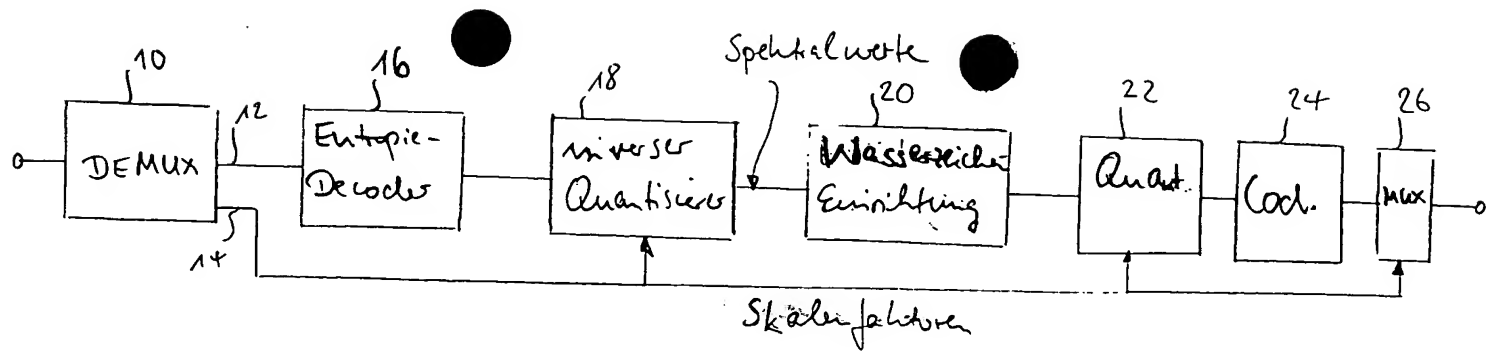 10
16
18
Spektralwerte
20
22
24
26
DEMUX
12
Entropie-
Decoder
inverser
Quantisierer
Wasserzeichen
Einrichtung
Quant.
Cod.
MUX
14
Skalenfaktoren